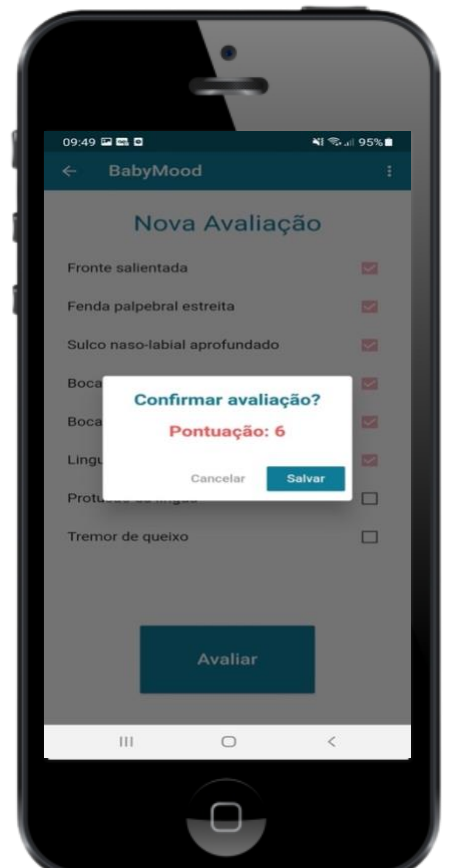 09:49
95%
BabyMood
Nova Avaliação
Fronte salientada
Fenda palpebral estreita
Sulco naso-labial aprofundado
Boca
Confirmar avaliação?
Boca
Pontuação: 6
Cancelar Salvar
Tremor de queixo
Avaliar